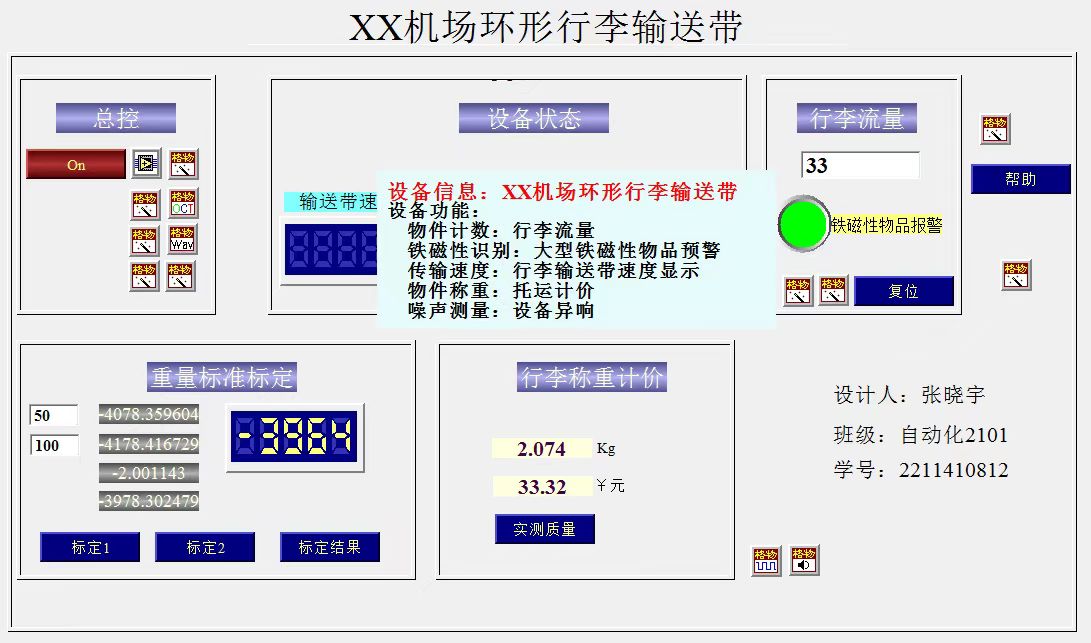 XX机场环形行李输送带
总控
设备状态
行李流量
On
格物
33
格物
帮助
格物
格物
OCT
输送带速
设备信息：XX机场环形行李输送带
设备功能：
物件计数：行李流量
铁磁性识别：大型铁磁性物品预警
传输速度：行李输送带速度显示
物件称重：托运计价
噪声测量：设备异响
铁磁性物品报警
格物
格物
Wav
格物
格物
格物
格物
复位
格物
重量标准标定
行李称重计价
50
-4078.359604
-3964
100
-4178.416729
-2.001143
-3978.302479
2.074 Kg
33.32 ￥元
标定1
标定2
标定结果
实测质量
设计人：张晓宇
班级：自动化2101
学号：2211410812
格物
格物